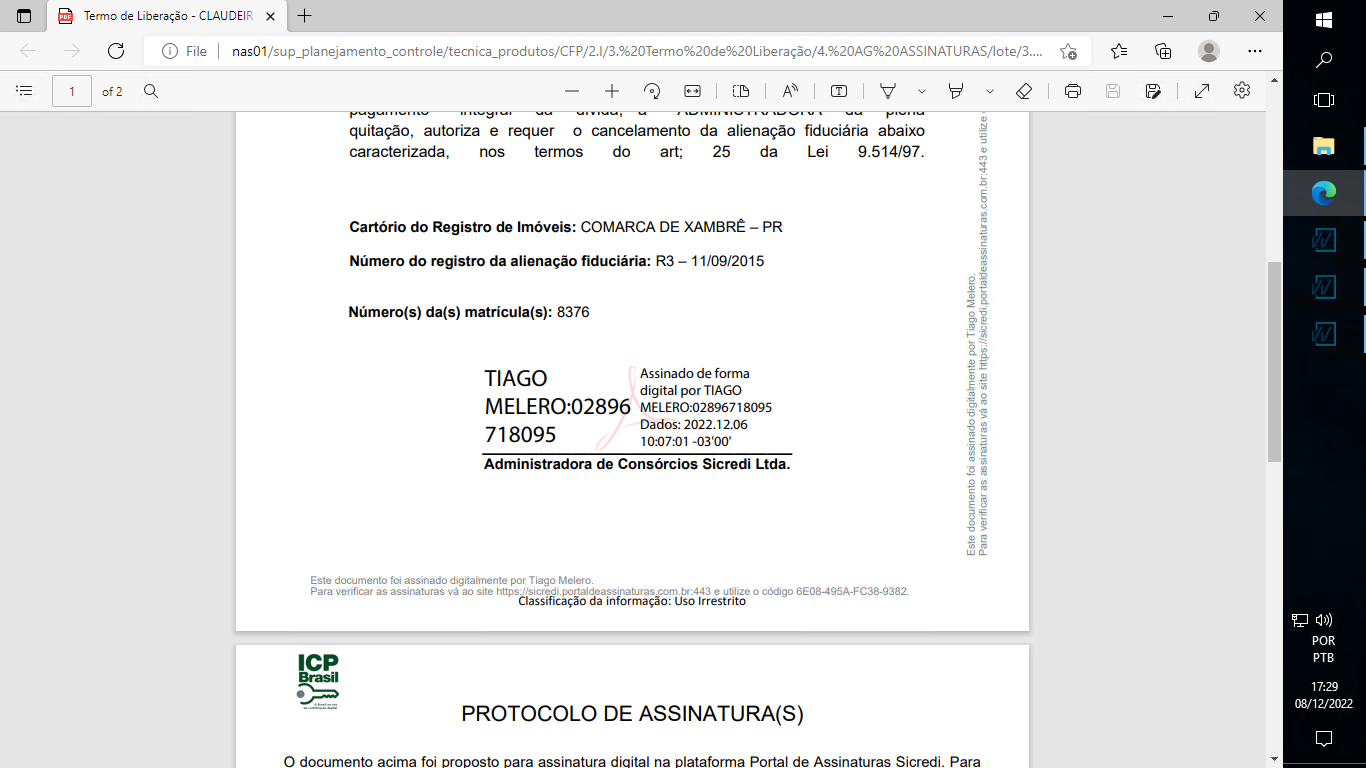 Termo de Liberação - CLAUDEIR
File
nas01/sup_planejamento_controle/tecnica_produtos/CFP/2.I/3.%20Termo%20de%20Liberação/4.%20AG%20ASSINATURAS/lote/3....
1 of 2
pagamento integral da dívida, a ADMINISTRADORA dá plena
quitação, autoriza e requer o cancelamento da alienação fiduciária abaixo
caracterizada, nos termos do art; 25 da Lei 9.514/97.
Cartório do Registro de Imóveis: COMARCA DE XAMBRÊ – PR
Número do registro da alienação fiduciária: R3 – 11/09/2015
Número(s) da(s) matrícula(s): 8376
TIAGO
MELERO:02896
718095
Assinado de forma
digital por TIAGO
MELERO:02896718095
Dados: 2022.12.06
10:07:01 -03'00'
Administradora de Consórcios Sicredi Ltda.
Este documento foi assinado digitalmente por Tiago Melero.
Para verificar as assinaturas vá ao site https://sicredi.portaldeassinaturas.com.br:443 e utilize o código 6E08-495A-FC38-9382.
Classificação da informação: Uso Irrestrito
Este documento foi assinado digitalmente por Tiago Melero.
Para verificar as assinaturas vá ao site https://sicredi.portaldeassinaturas.com.br:443 e utilize
ICP
Brasil
PROTOCOLO DE ASSINATURA(S)
O documento acima foi proposto para assinatura digital na plataforma Portal de Assinaturas Sicredi. Para
POR
PTB
17:29
08/12/2022